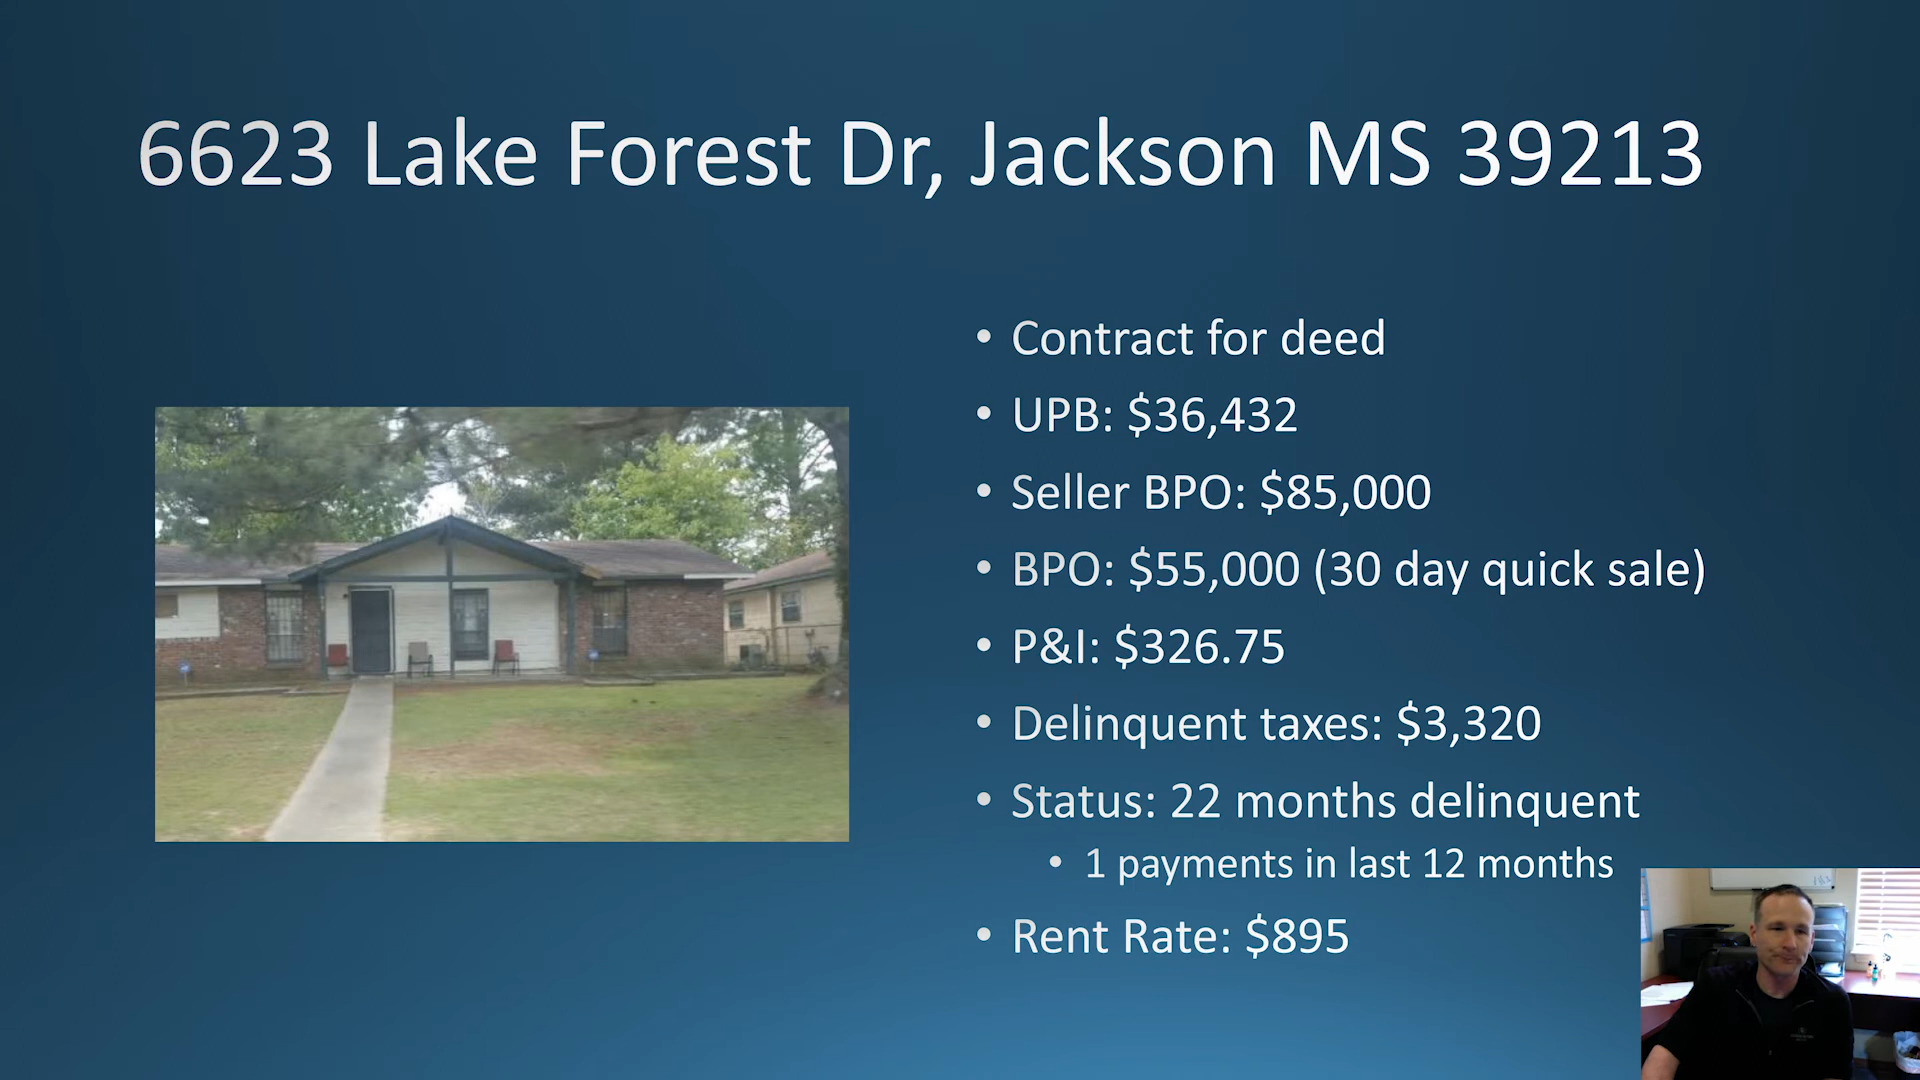 6623 Lake Forest Dr, Jackson MS 39213
• Contract for deed
• UPB: $36,432
• Seller BPO: $85,000
• BPO: $55,000 (30 day quick sale)
• P&I: $326.75
• Delinquent taxes: $3,320
• Status: 22 months delinquent
• 1 payments in last 12 months
• Rent Rate: $895